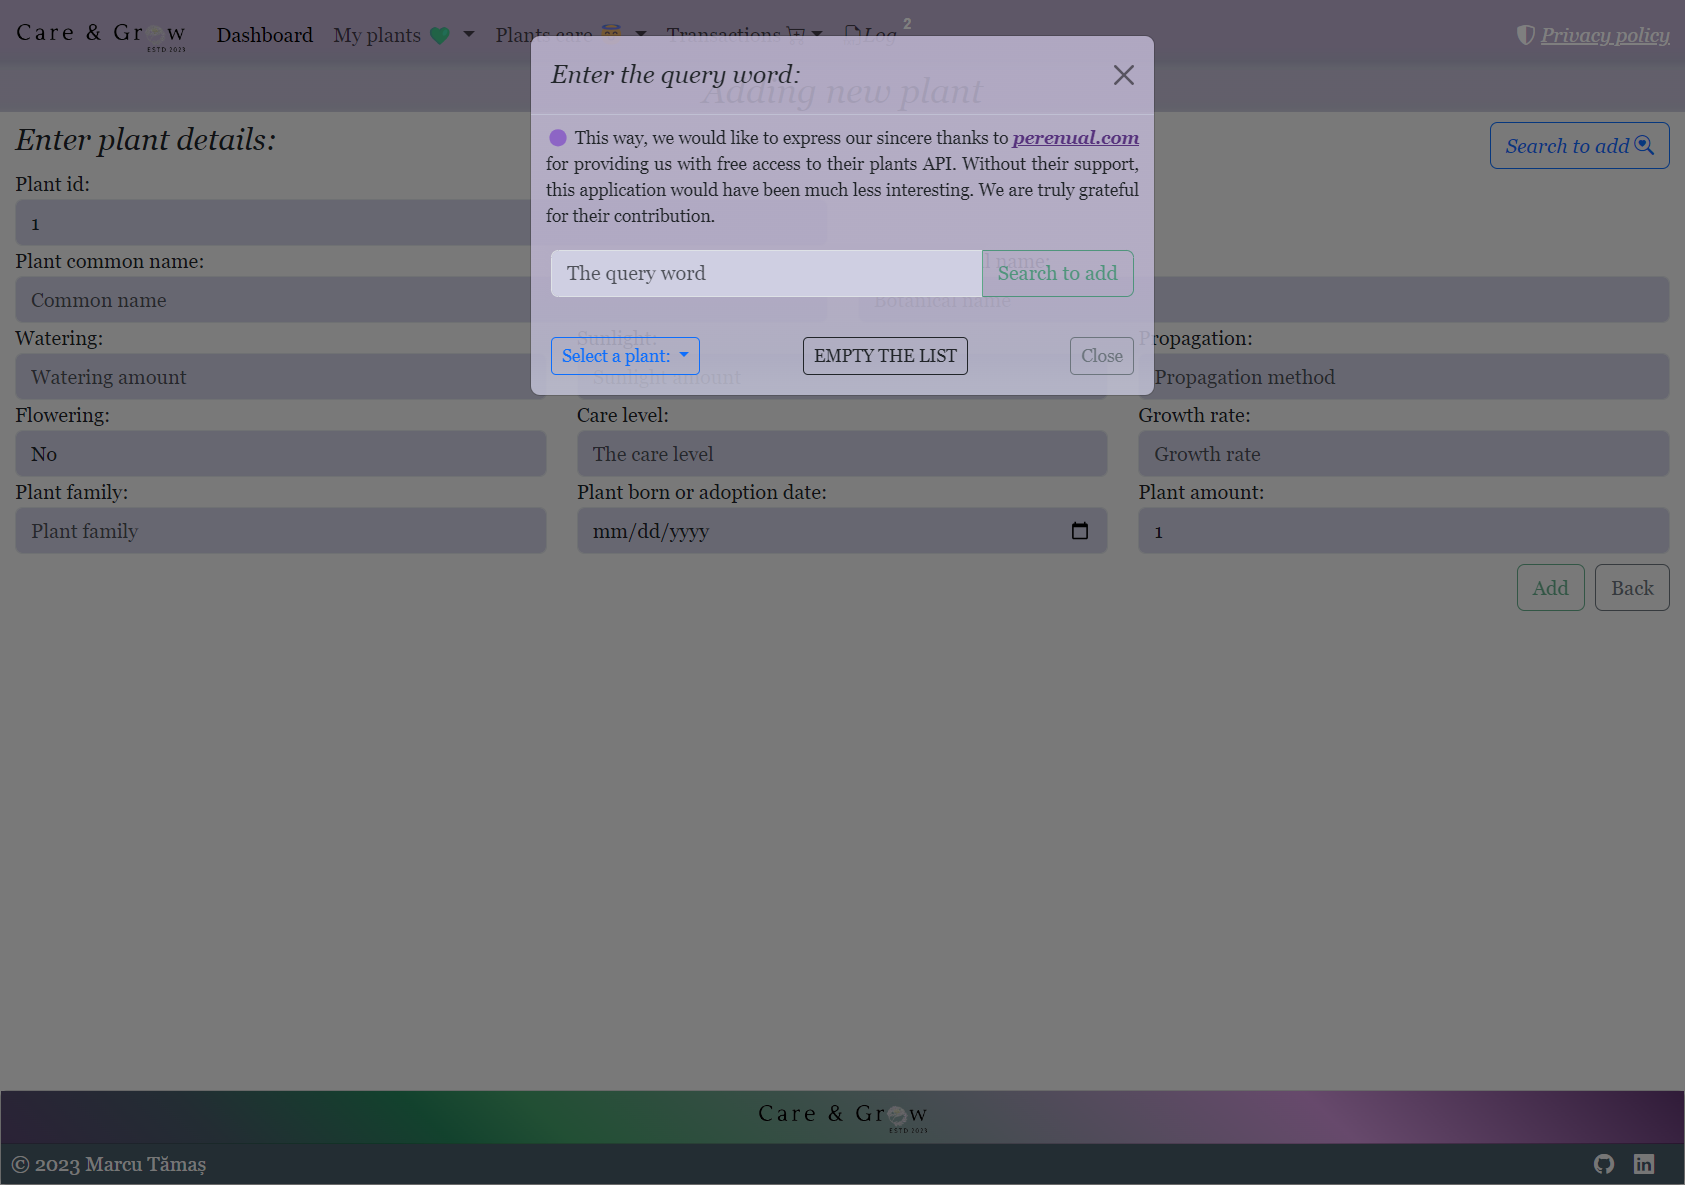 Care & Grow
ESTD 2023
Dashboard
My plants
Plants care
Transactions
Log
2
Privacy policy
Adding new plant
Enter the query word:
This way, we would like to express our sincere thanks to perenual.com
for providing us with free access to their plants API. Without their support,
this application would have been much less interesting. We are truly grateful
for their contribution.
The query word
Search to add
Select a plant:
EMPTY THE LIST
Close
Enter plant details:
Search to add
Plant id:
1
Plant common name:
name:
Common name
Botanical name
Watering:
Sunlight:
Propagation:
Watering amount
Sunlight amount
Propagation method
Flowering:
Care level:
Growth rate:
No
The care level
Growth rate
Plant family:
Plant born or adoption date:
Plant amount:
Plant family
mm/dd/yyyy
1
Add
Back
Care & Grow
ESTD 2023
© 2023 Marcu Tămaș